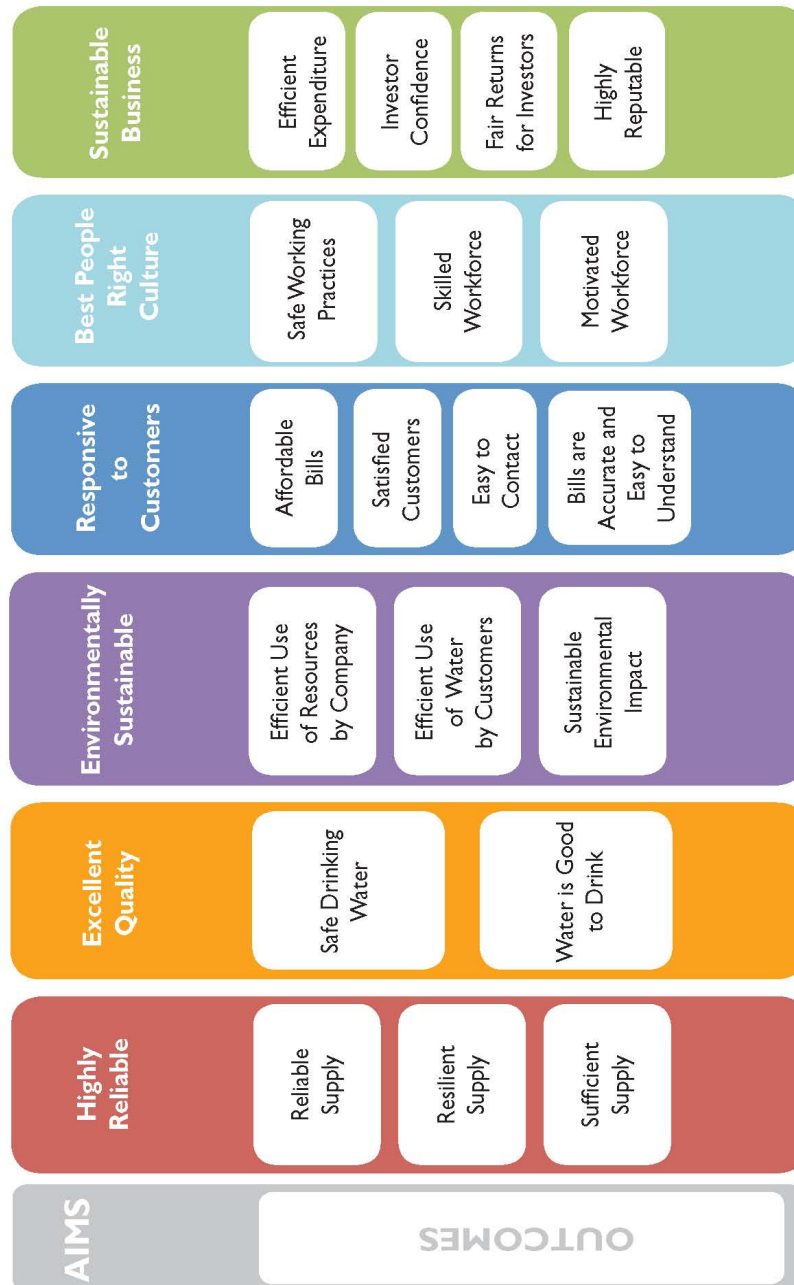 AIMS
OUTCOMES
Highly
Reliable
Reliable
Supply
Resilient
Supply
Sufficient
Supply
Excellent
Quality
Safe Drinking
Water
Water is Good
to Drink
Environmentally
Sustainable
Efficient Use
of Resources
by Company
Efficient Use
of Water
by Customers
Sustainable
Environmental
Impact
Responsive
to
Customers
Affordable
Bills
Satisfied
Customers
Easy to
Contact
Bills are
Accurate and
Easy to
Understand
Best People
Right
Culture
Safe Working
Practices
Skilled
Workforce
Motivated
Workforce
Sustainable
Business
Efficient
Expenditure
Investor
Confidence
Fair Returns
for Investors
Highly
Reputable